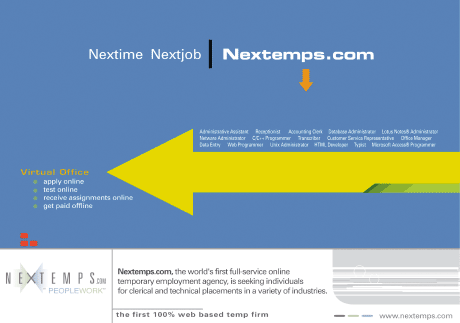 Nextime Nextjob Nextemps.com
Administrative Assistant Receptionist Accounting Clerk Database Administrator Lotus Notes® Administrator
Network Administrator C/C++ Programmer Transcriber Customer Service Representative Office Manager
Data Entry Web Programmer Unix Administrator HTML Developer Typist Microsoft Access® Programmer
Virtual Office
apply online
test online
receive assignments online
get paid offline
NEXTEMPS.COM
PEOPLEWORK™
Nextemps.com, the world's first full-service online
temporary employment agency, is seeking individuals
for clerical and technical placements in a variety of industries.
the first 100% web based temp firm
www.nextemps.com